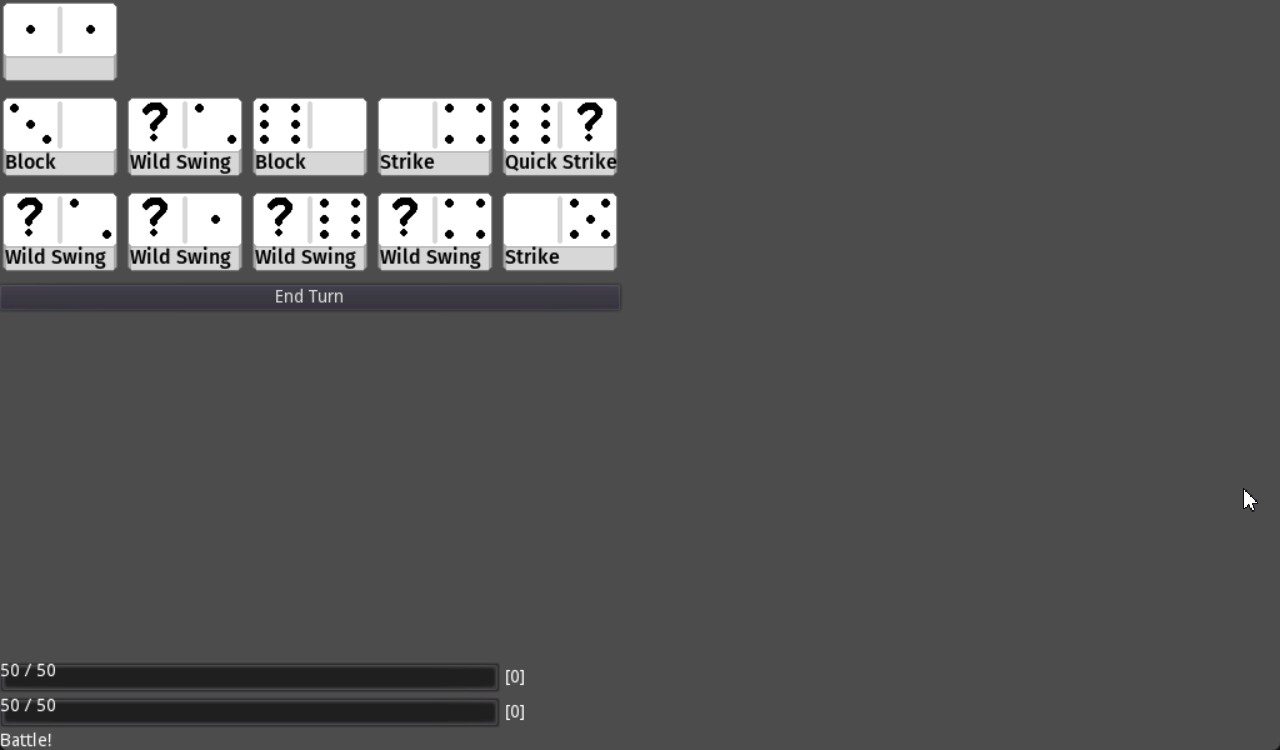 Block ? Wild Swing Block Strike ? Quick Strike
? Wild Swing ? Wild Swing ? Wild Swing ? Wild Swing Strike
End Turn
50 / 50 [0]
50 / 50 [0]
Battle!